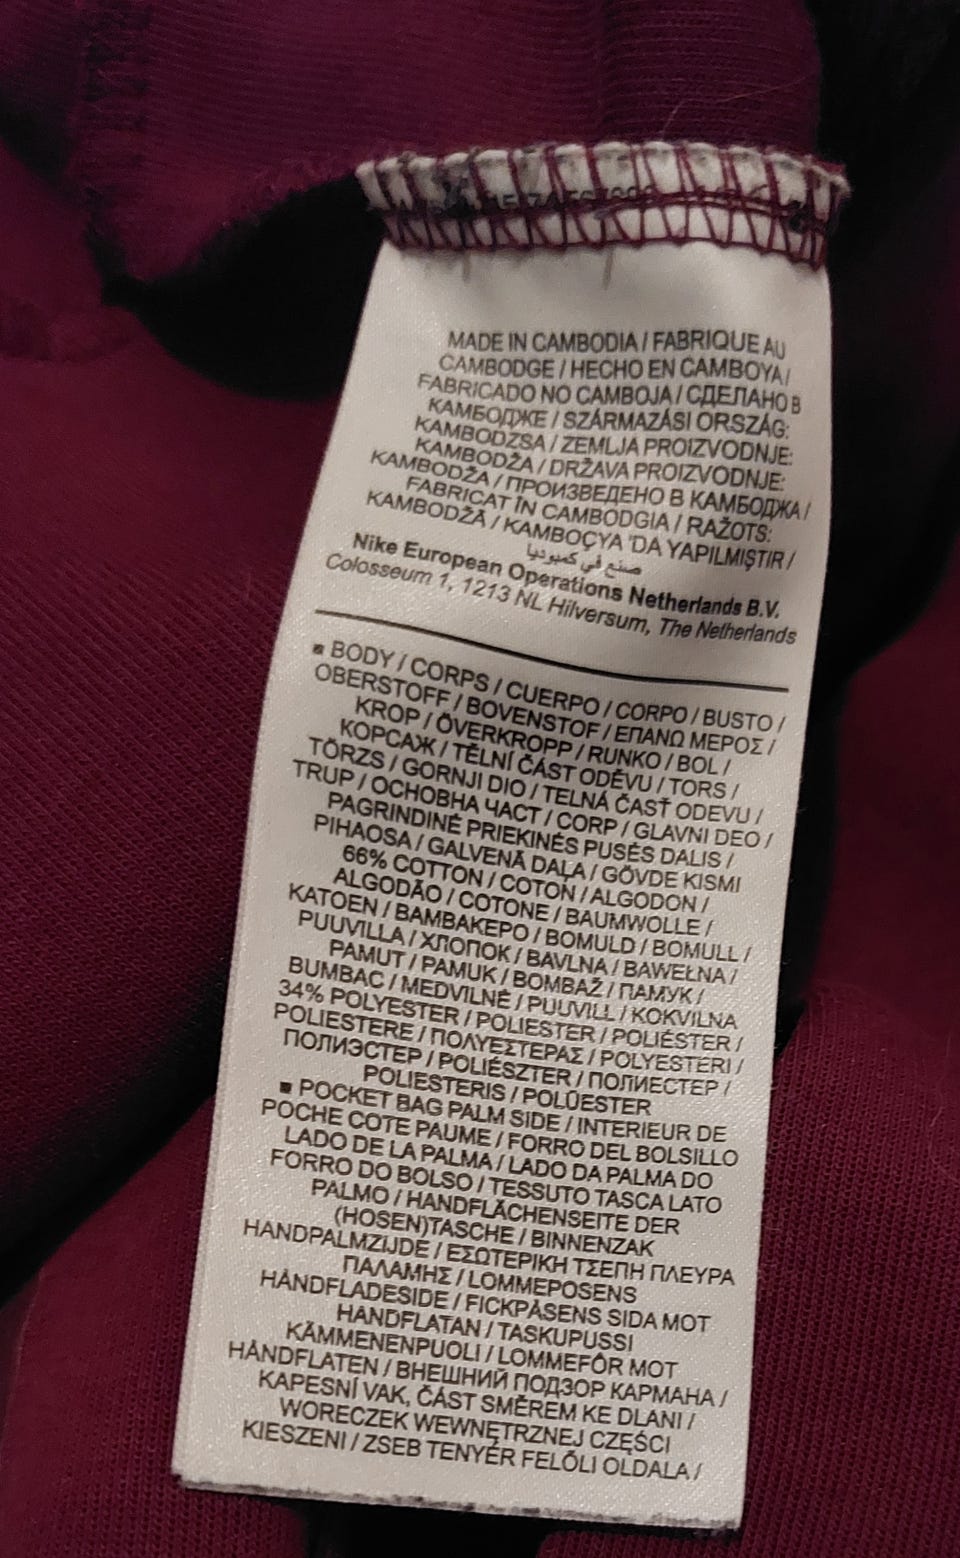 MADE IN CAMBODIA / FABRIQUE AU
CAMBODGE / HECHO EN CAMBOYA /
FABRICADO NO CAMBOJA / СДЕЛАНО В
КАМБОДЖЕ / SZÁRMAZÁSI ORSZÁG:
KAMBODZSA / ZEMLJA PROIZVODNJE:
KAMBODŽA / DRŽAVA PROIZVODNJE:
KAMBODŽA / ПРОИЗВЕДЕНО В КАМБОДЖА /
FABRICAT ÎN CAMBODGIA / RAŽOTS:
KAMBODŽĀ / KAMBOÇYA 'DA YAPILMIŞTIR /
صنع في كمبوديا
Nike European Operations Netherlands B.V.
Colosseum 1, 1213 NL Hilversum, The Netherlands
▪ BODY / CORPS / CUERPO / CORPO / BUSTO /
OBERSTOFF / BOVENSTOF / ΕΠΑΝΩ ΜΕΡΟΣ /
KROP / ÖVERKROPP / RUNKO / BOL /
КОРСАЖ / TĚLNÍ ČÁST ODĚVU / TORS /
TÖRZS / GORNJI DIO / TELNÁ ČASŤ ODEVU /
TRUP / ОСНОВНА ЧАСТ / CORP / GLAVNI DEO /
PAGRINDINĖ PRIEKINĖS PUSĖS DALIS /
PIHAOSA / GALVENĀ DAĻA / GÖVDE KISMI
66% COTTON / COTON / ALGODON /
ALGODÃO / COTONE / BAUMWOLLE /
KATOEN / ΒΑΜΒΑΚΕΡΟ / BOMULD / BOMULL /
PUUVILLA / ХЛОПОК / BAVLNA / BAWEŁNA /
PAMUT / PAMUK / BOMBAŽ / ПАМУК /
BUMBAC / MEDVILNĖ / PUUVILL / KOKVILNA
34% POLYESTER / POLIESTER / POLIÉSTER /
POLIESTERE / ΠΟΛΥΕΣΤΕΡΑΣ / POLYESTERI /
ПОЛИЭСТЕР / POLIÉSZTER / ПОЛИЕСТЕР /
POLIESTERIS / POLÜESTER
▪ POCKET BAG PALM SIDE / INTERIEUR DE
POCHE COTE PAUME / FORRO DEL BOLSILLO
LADO DE LA PALMA / LADO DA PALMA DO
FORRO DO BOLSO / TESSUTO TASCA LATO
PALMO / HANDFLÄCHENSEITE DER
(HOSEN)TASCHE / BINNENZAK
HANDPALMZIJDE / ΕΣΩΤΕΡΙΚΗ ΤΣΕΠΗ ΠΛΕΥΡΑ
ΠΑΛΑΜΗΣ / LOMMEPOSENS
HÅNDFLADESIDE / FICKPÅSENS SIDA MOT
HANDFLATAN / TASKUPUSSI
KÄMMENENPUOLI / LOMMEFÔR MOT
HÅNDFLATEN / ВНЕШНИЙ ПОДЗОР КАРМАНА /
KAPESNÍ VAK, ČÁST SMĚREM KE DLANI /
WORECZEK WEWNĘTRZNEJ CZĘŚCI
KIESZENI / ZSEB TENYÉR FELŐLI OLDALA /